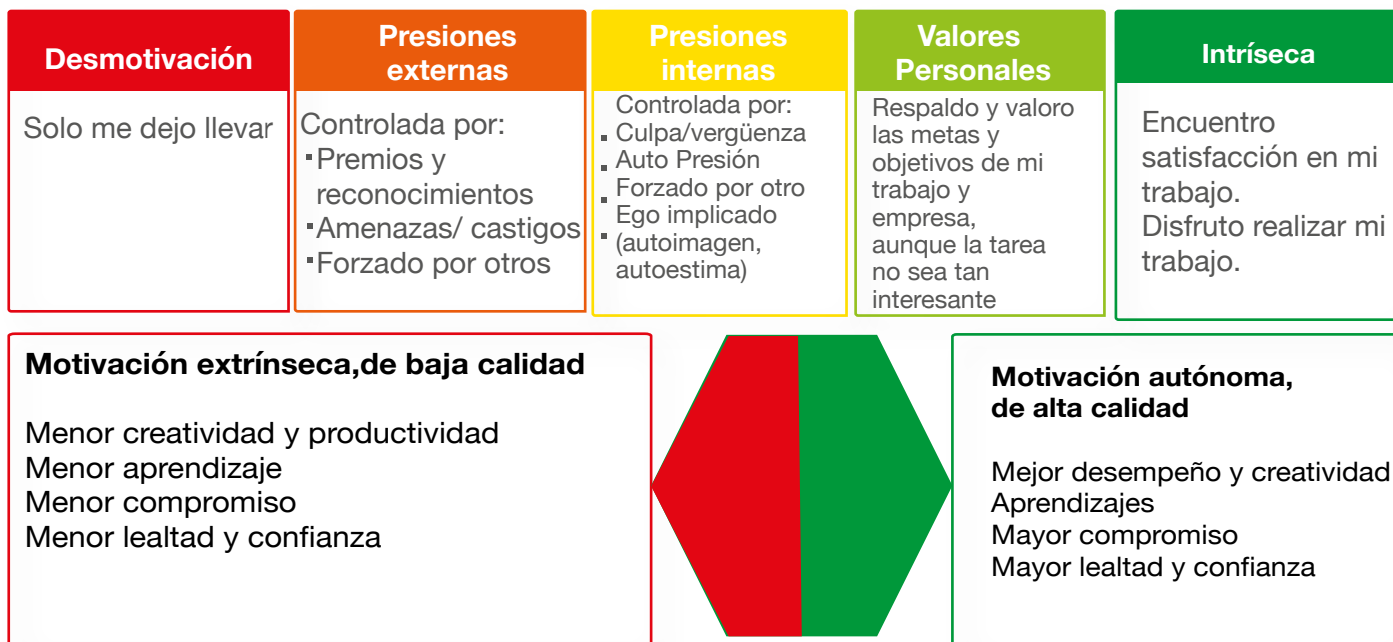 Desmotivación
Solo me dejo llevar
Presiones
externas
Controlada por:
▪Premios y
reconocimientos
▪Amenazas/ castigos
▪Forzado por otros
Presiones
internas
Controlada por:
▪ Culpa/vergüenza
▪ Auto Presión
▪ Forzado por otro
▪ Ego implicado
(autoimagen,
autoestima)
Valores
Personales
Respaldo y valoro
las metas y
objetivos de mi
trabajo y
empresa,
aunque la tarea
no sea tan
interesante
Intríseca
Encuentro
satisfacción en mi
trabajo.
Disfruto realizar mi
trabajo.
Motivación extrínseca,de baja calidad
Menor creatividad y productividad
Menor aprendizaje
Menor compromiso
Menor lealtad y confianza
Motivación autónoma,
de alta calidad
Mejor desempeño y creatividad
Aprendizajes
Mayor compromiso
Mayor lealtad y confianza